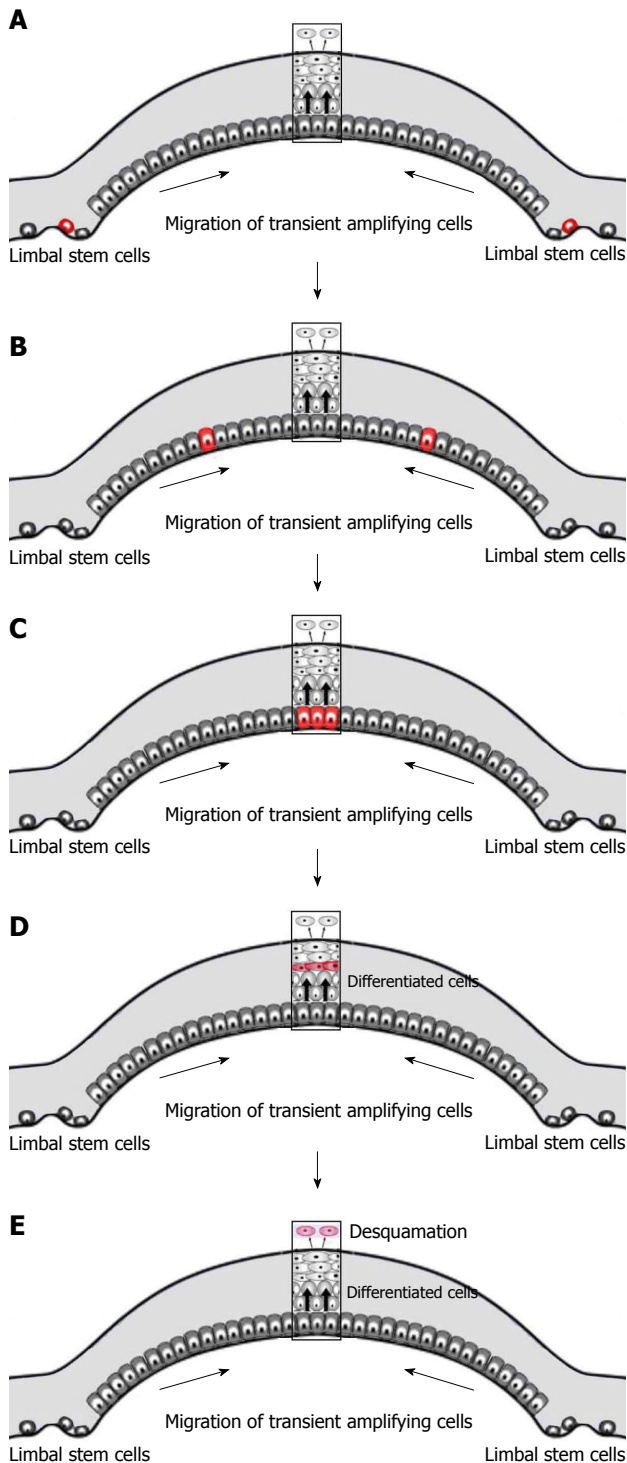 A
Migration of transient amplifying cells
Limbal stem cells
Limbal stem cells
B
Migration of transient amplifying cells
Limbal stem cells
Limbal stem cells
C
Migration of transient amplifying cells
Limbal stem cells
Limbal stem cells
D
Differentiated cells
Migration of transient amplifying cells
Limbal stem cells
Limbal stem cells
E
Desquamation
Differentiated cells
Migration of transient amplifying cells
Limbal stem cells
Limbal stem cells